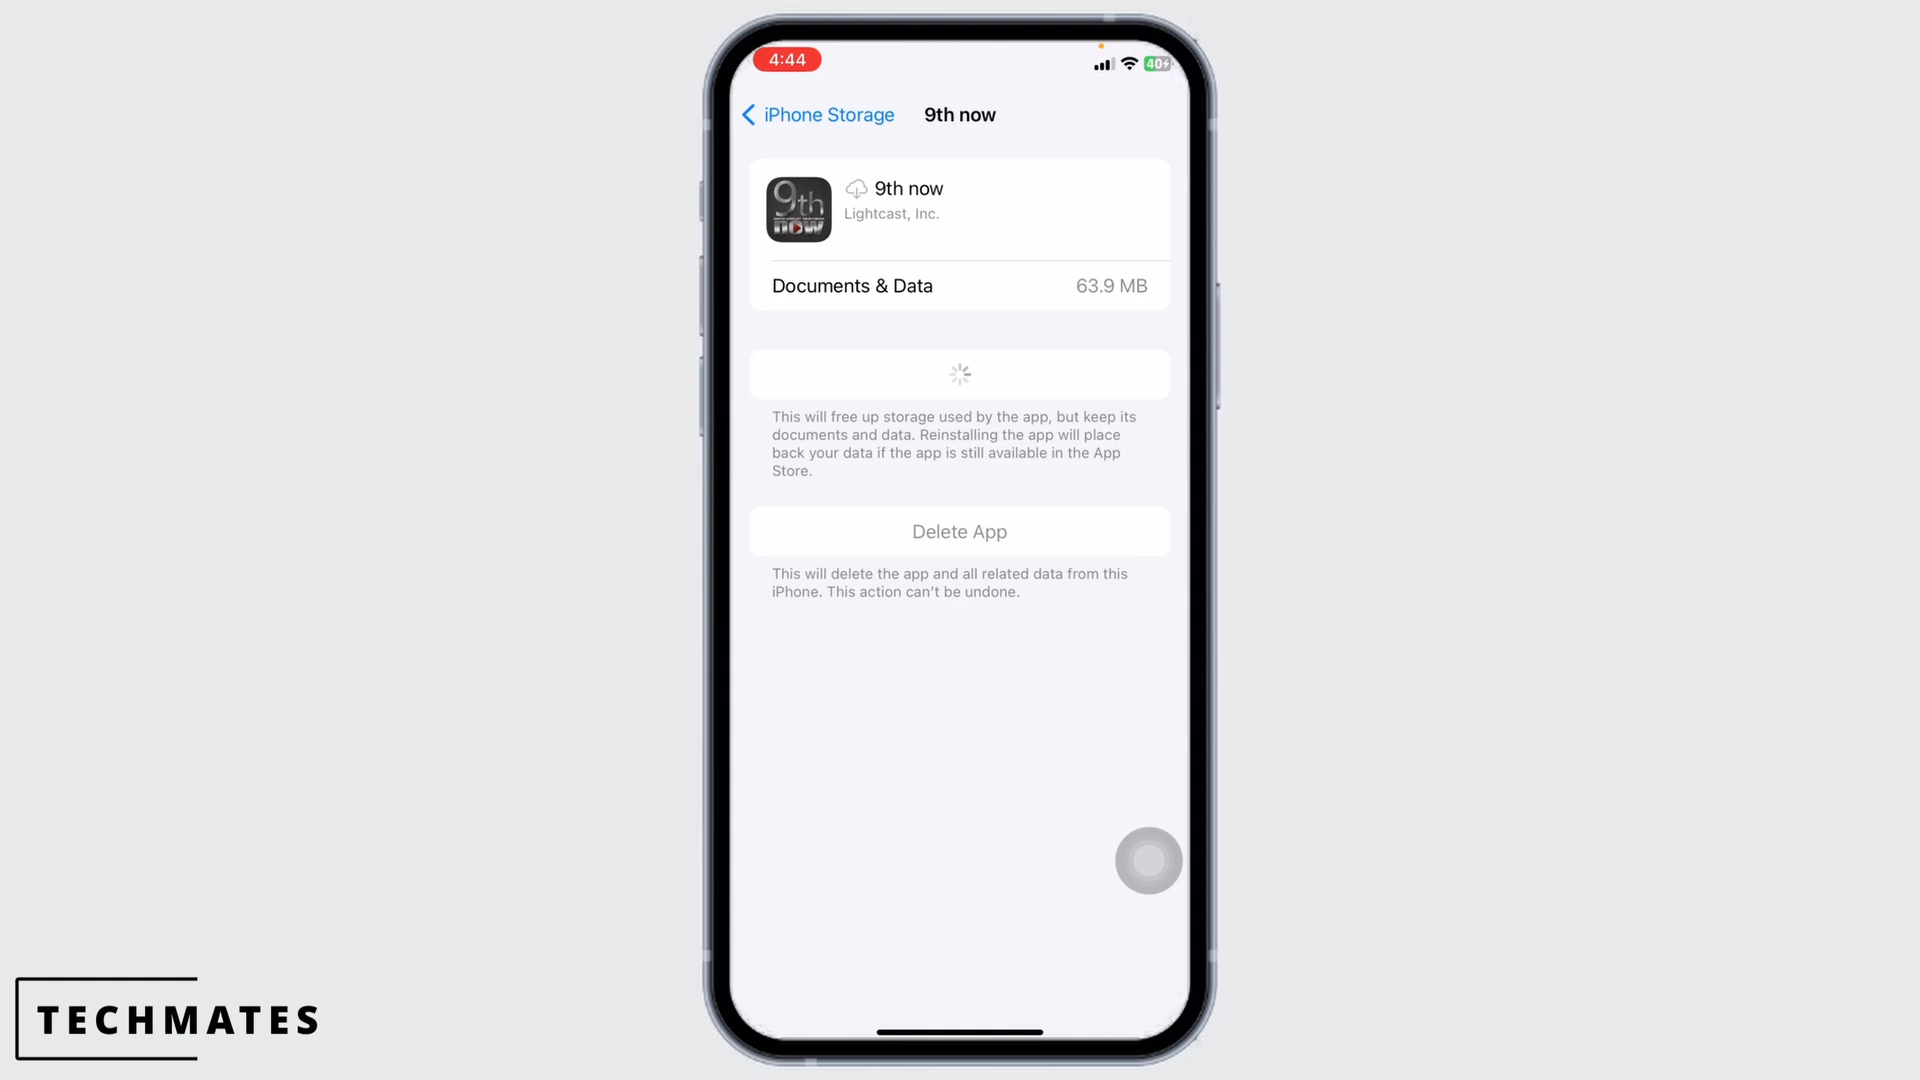 4:44
40
iPhone Storage
9th now
9th
now
9th now
Lightcast, Inc.
Documents & Data
63.9 MB
This will free up storage used by the app, but keep its
documents and data. Reinstalling the app will place
back your data if the app is still available in the App
Store.
Delete App
This will delete the app and all related data from this
iPhone. This action can't be undone.
TECHMATES